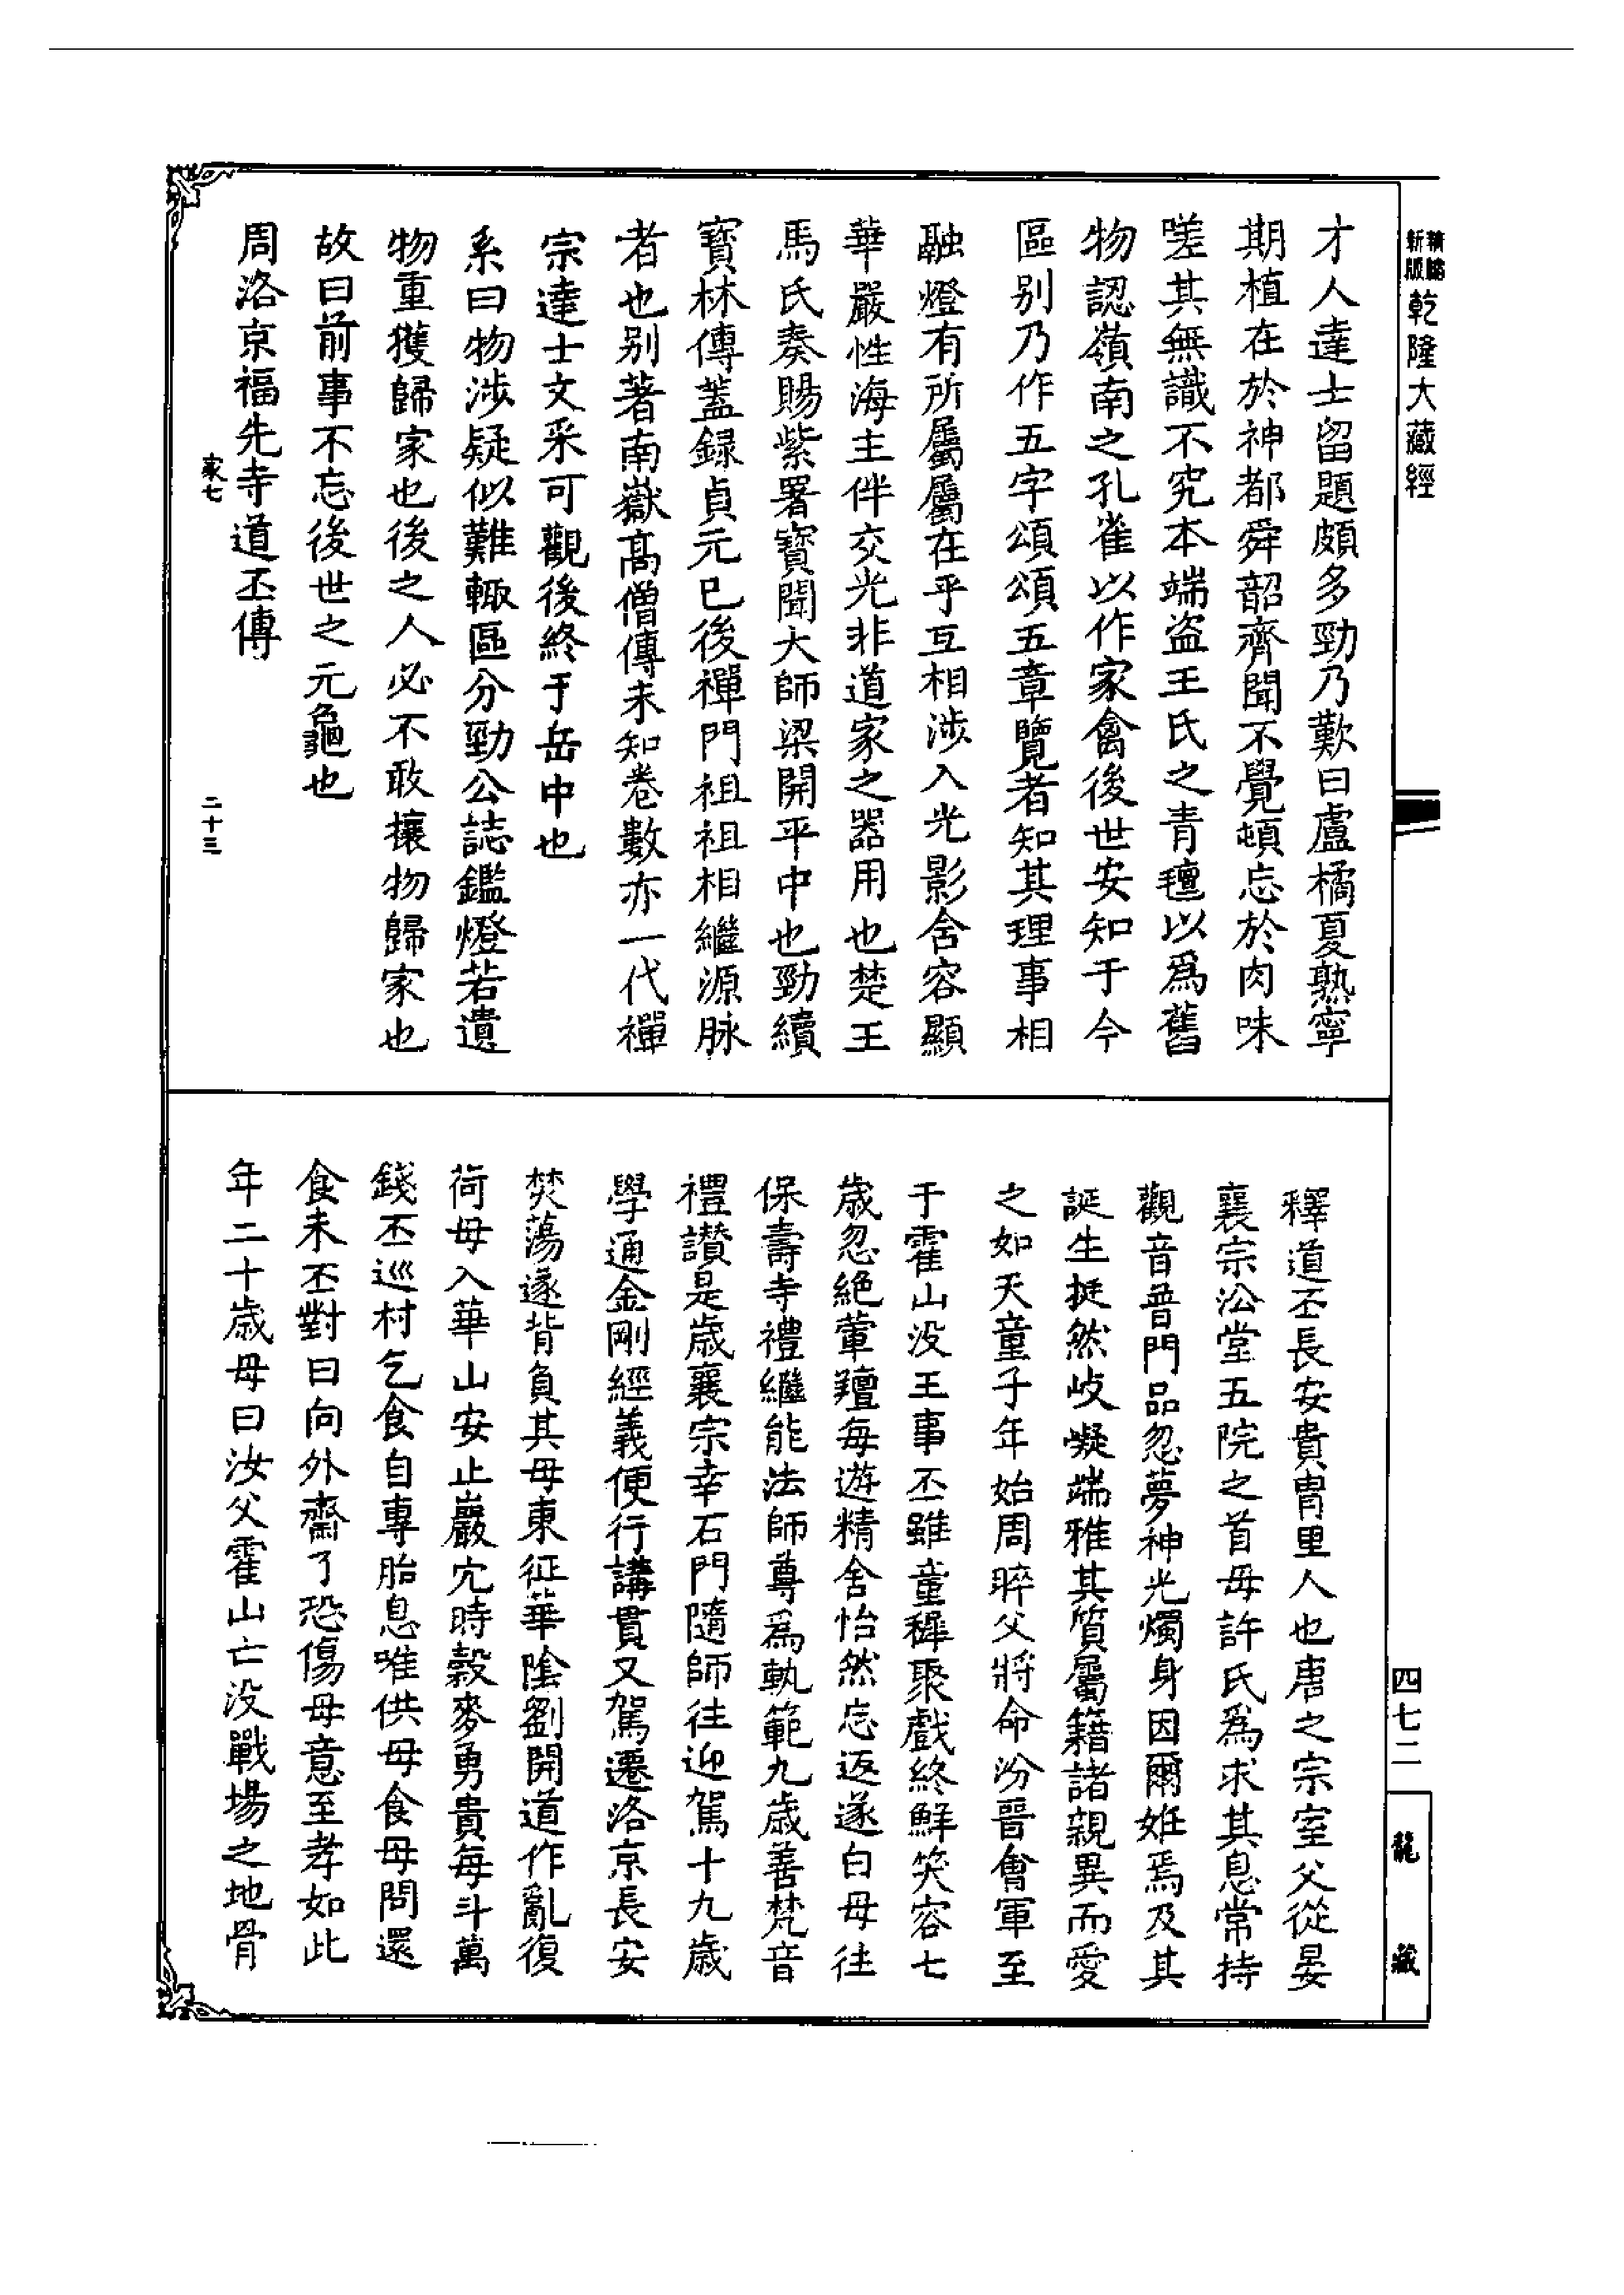 新版
精縮
乾隆大藏經
才人達士留題頗多勁乃歎曰盧橘夏熟寧
期植在於神都舜韶齊聞不覺頓忘於肉味
嗟其無識不究本端盜王氏之青氊以爲舊
物認嶺南之孔雀以作家禽後世安知于今
區别乃作五字頌頌五章覽者知其理事相
融燈有所屬屬在乎互相涉入光影含容顯
華嚴性海主伴交光非道家之器用也楚王
馬氏奏賜紫署寳聞大師梁開平中也勁續
寳林傳蓋録貞元已後禪門祖祖相繼源脉
者也别著南嶽髙僧傳未知卷數亦一代禪
宗達士文采可觀後終于岳中也
系曰物涉疑似難輙區分勁公誌鑑燈若遺
物重獲歸家也後之人必不敢攘物歸家也
故曰前事不忘後世之元龜也
周洛京福先寺道丕傳
家七
二十三
釋道丕長安貴胄里人也唐之宗室父從晏
襄宗㳂堂五院之首母許氏爲求其息常持
觀音普門品忽夢神光燭身因爾姙焉及其
誕生挺然岐嶷端雅其質屬籍諸親異而愛
之如天童子年始周晬父將命汾晉會軍至
于霍山没王事丕雖童穉聚戲終鮮笑容七
歳忽絶葷羶每遊精舍怡然忘返遂白母往
保壽寺禮繼能法師尊爲執範九歳善梵音
禮讃是歳襄宗幸石門隨師往迎駕十九歳
學通金剛經義便行講貫又駕遷洛京長安
焚蕩遂背負其母東征華隂劉開道作亂復
荷母入華山安止巖穴時穀麥勇貴每斗萬
錢丕巡村乞食自專胎息唯供母食母問還
食未丕對曰向外齋了恐傷母意至孝如此
年二十歳母曰汝父霍山亡没戰場之地骨
四七二
龍藏